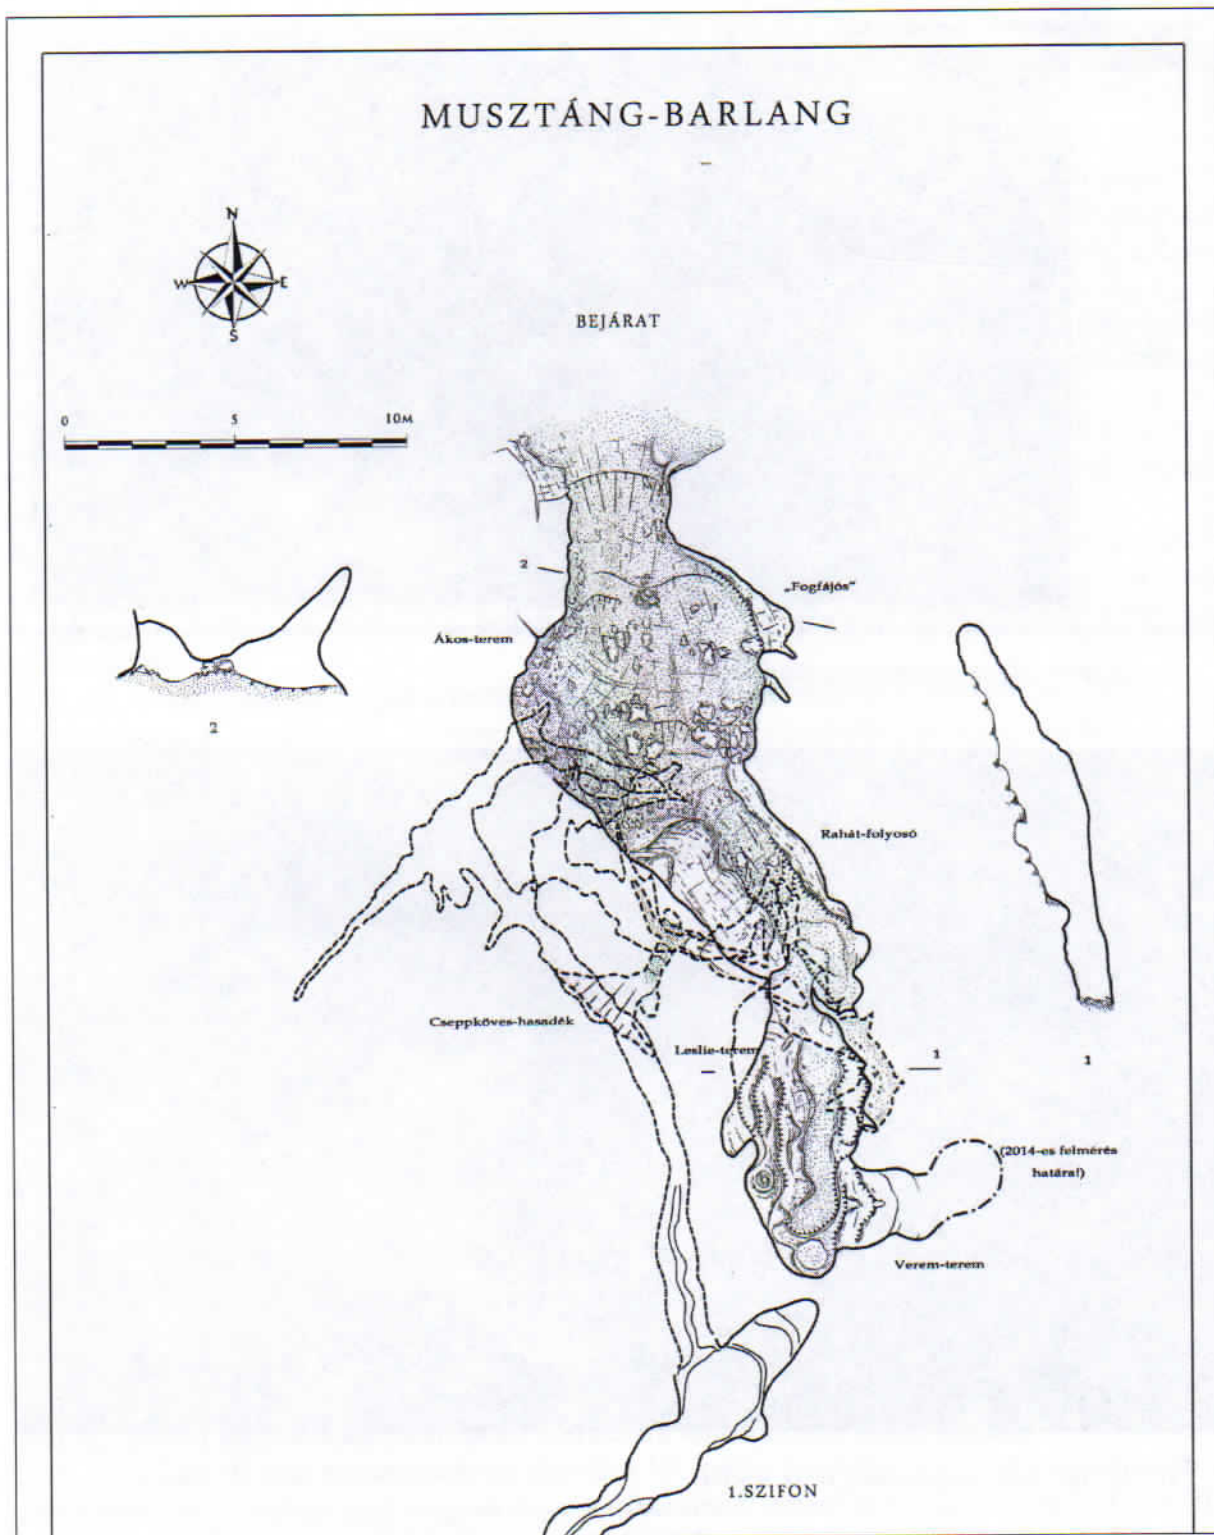 MUSZTÁNG-BARLANG
N
W E
S
BEJÁRAT
0 5 10M
2
„Fogfájós"
Ákos-terem
2
Rahát-folyosó
Cseppköves-hasadék
Leslie-terem
1
1
(2014-es felmérés
határa!)
Verem-terem
1.SZIFON